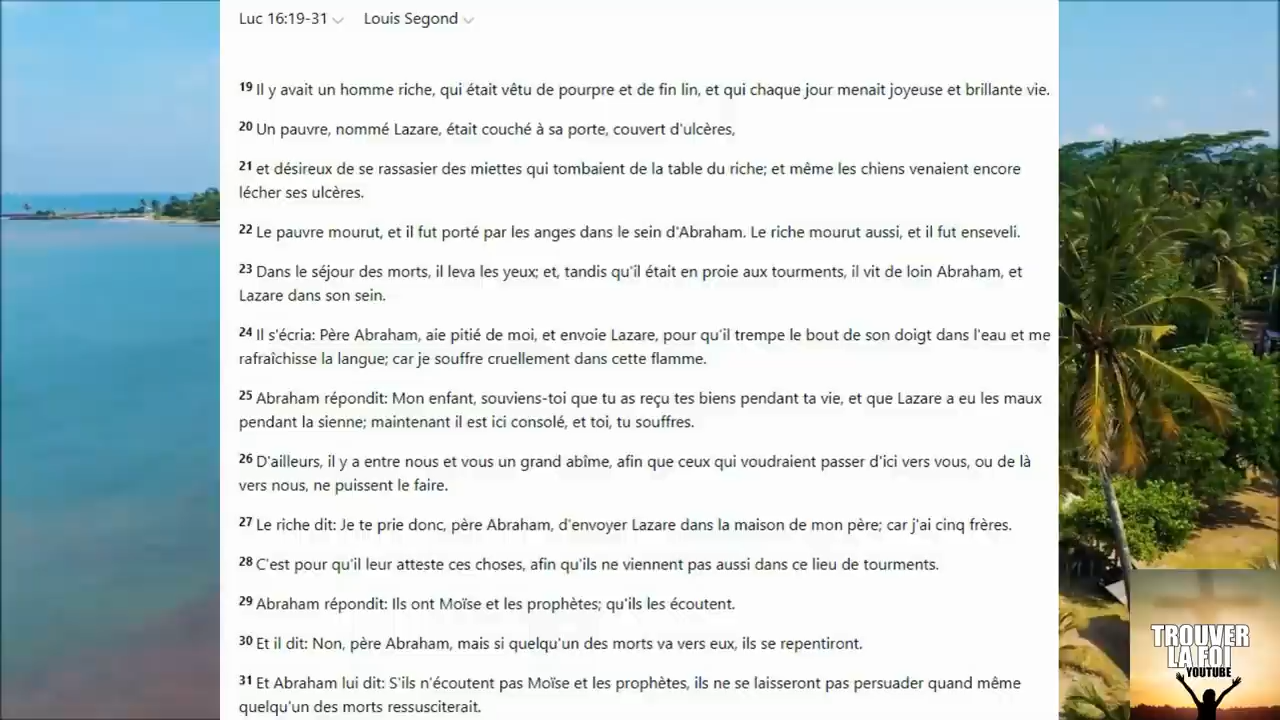 Luc 16:19-31 Louis Segond
19 Il y avait un homme riche, qui était vêtu de pourpre et de fin lin, et qui chaque jour menait joyeuse et brillante vie.
20 Un pauvre, nommé Lazare, était couché à sa porte, couvert d'ulcères,
21 et désireux de se rassasier des miettes qui tombaient de la table du riche; et même les chiens venaient encore
lécher ses ulcères.
22 Le pauvre mourut, et il fut porté par les anges dans le sein d'Abraham. Le riche mourut aussi, et il fut enseveli.
23 Dans le séjour des morts, il leva les yeux; et, tandis qu'il était en proie aux tourments, il vit de loin Abraham, et
Lazare dans son sein.
24 Il s'écria: Père Abraham, aie pitié de moi, et envoie Lazare, pour qu'il trempe le bout de son doigt dans l'eau et me
rafraîchisse la langue; car je souffre cruellement dans cette flamme.
25 Abraham répondit: Mon enfant, souviens-toi que tu as reçu tes biens pendant ta vie, et que Lazare a eu les maux
pendant la sienne; maintenant il est ici consolé, et toi, tu souffres.
26 D'ailleurs, il y a entre nous et vous un grand abîme, afin que ceux qui voudraient passer d'ici vers vous, ou de là
vers nous, ne puissent le faire.
27 Le riche dit: Je te prie donc, père Abraham, d'envoyer Lazare dans la maison de mon père; car j'ai cinq frères.
28 C'est pour qu'il leur atteste ces choses, afin qu'ils ne viennent pas aussi dans ce lieu de tourments.
29 Abraham répondit: Ils ont Moïse et les prophètes; qu'ils les écoutent.
30 Et il dit: Non, père Abraham, mais si quelqu'un des morts va vers eux, ils se repentiront.
31 Et Abraham lui dit: S'ils n'écoutent pas Moïse et les prophètes, ils ne se laisseront pas persuader quand même
quelqu'un des morts ressusciterait.
TROUVER
LA FOI
YOUTUBE